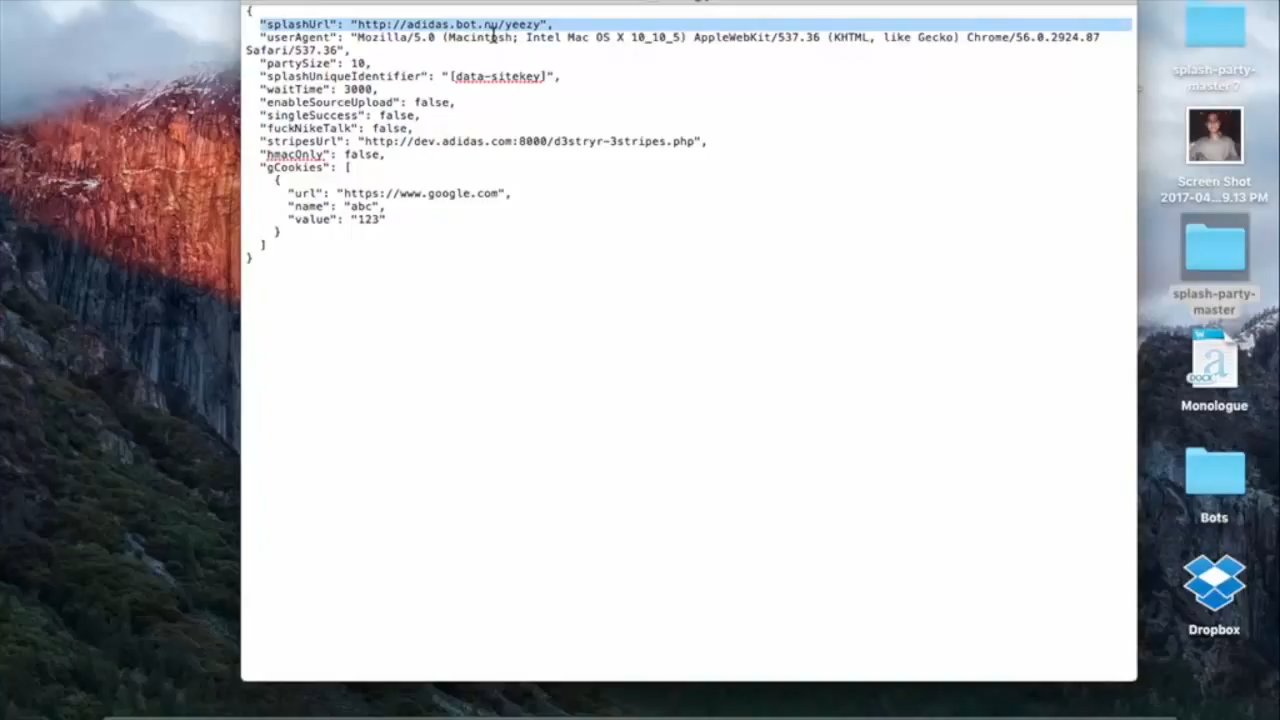 {
"splashUrl": "http://adidas.bot.nu/yeezy",
"userAgent": "Mozilla/5.0 (Macintosh; Intel Mac OS X 10_10_5) AppleWebKit/537.36 (KHTML, like Gecko) Chrome/56.0.2924.87
Safari/537.36",
"partySize": 10,
"splashUniqueIdentifier": "[data-sitekey]",
"waitTime": 3000,
"enableSourceUpload": false,
"singleSuccess": false,
"fuckNikeTalk": false,
"stripesUrl": "http://dev.adidas.com:8000/d3stryr-3stripes.php",
"hmacOnly": false,
"gCookies": [
{
"url": "https://www.google.com",
"name": "abc",
"value": "123"
}
]
}
splash-party-
master 7
Screen Shot
2017-04...9.13 PM
splash-party-
master
DOCX
Monologue
Bots
Dropbox